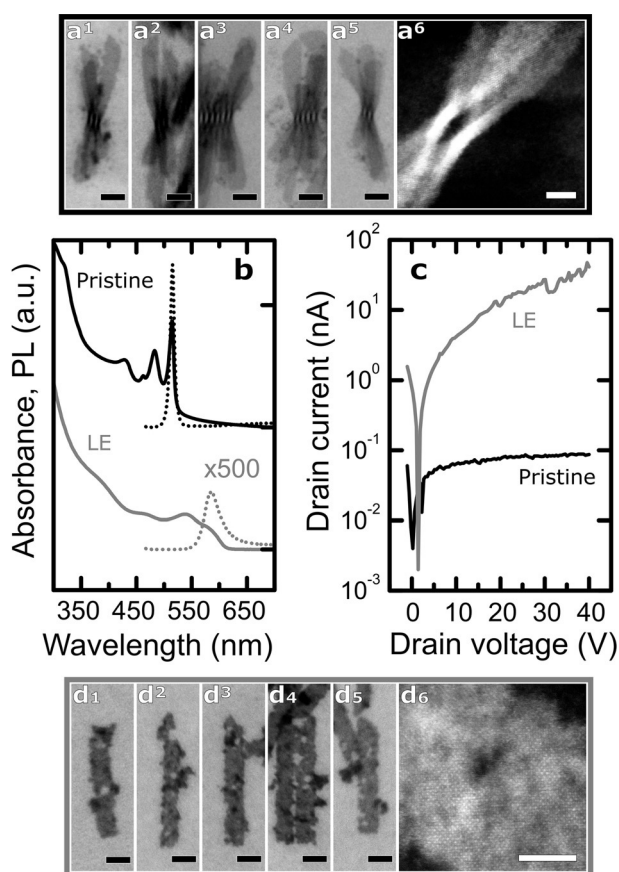 a¹ a² a³ a⁴ a⁵ a⁶
b
Pristine
LE
x500
Absorbance, PL (a.u.)
350 450 550 650
Wavelength (nm)
c
LE
Pristine
Drain current (nA)
10²
10¹
10⁰
10⁻¹
10⁻²
10⁻³
0 10 20 30 40
Drain voltage (V)
d₁ d² d³ d₄ d₅ d₆